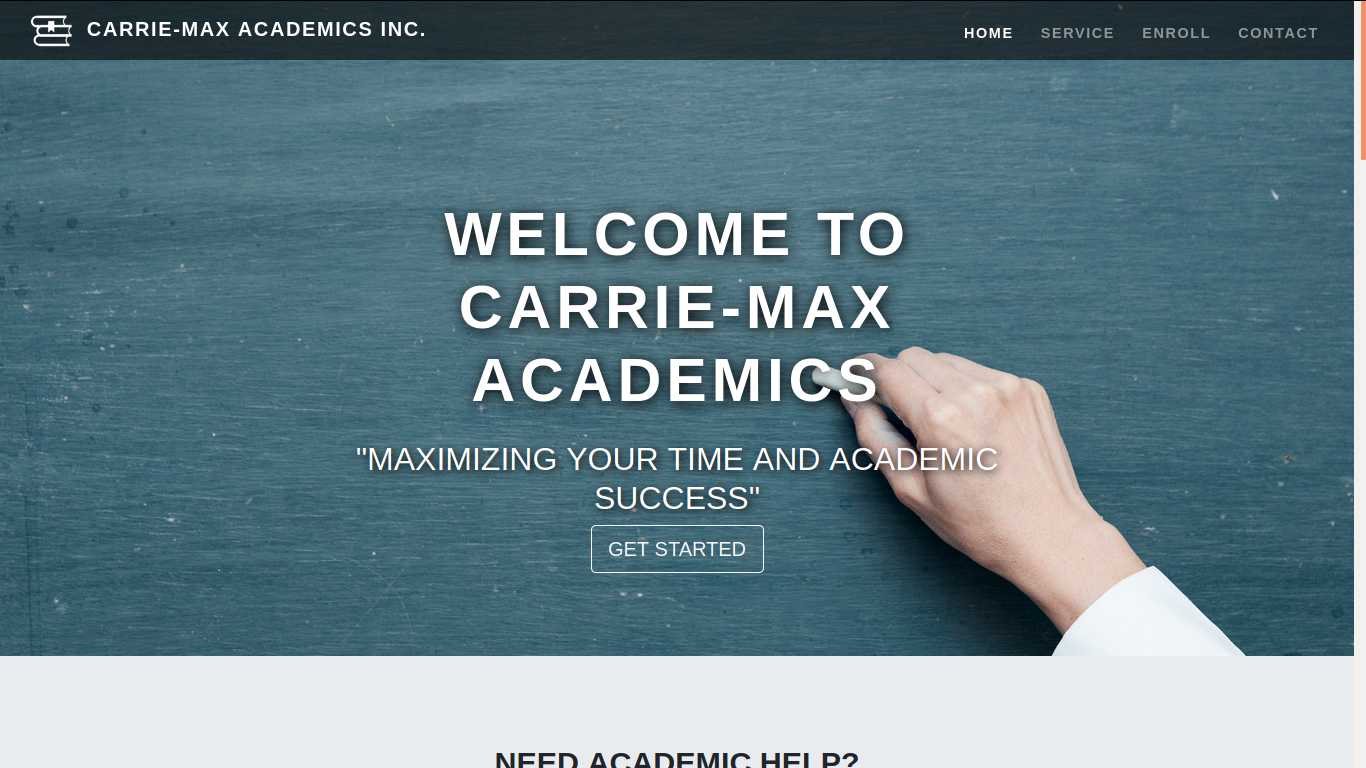 CARRIE-MAX ACADEMICS INC.
HOME SERVICE ENROLL CONTACT
WELCOME TO
CARRIE-MAX
ACADEMICS
"MAXIMIZING YOUR TIME AND ACADEMIC
SUCCESS"
GET STARTED
NEED ACADEMIC HELP?